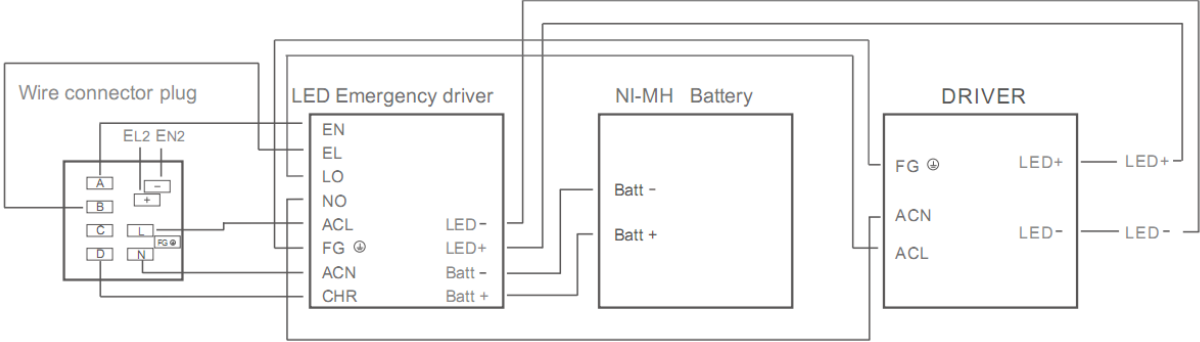 Wire connector plug
EL2 EN2
A
−
+
B
C
L
FG ⏚
D
N
LED Emergency driver
EN
EL
LO
NO
ACL
FG ⏚
ACN
CHR
LED−
LED+
Batt −
Batt +
NI-MH Battery
Batt −
Batt +
DRIVER
FG ⏚
ACN
ACL
LED+
LED−
LED+
LED−